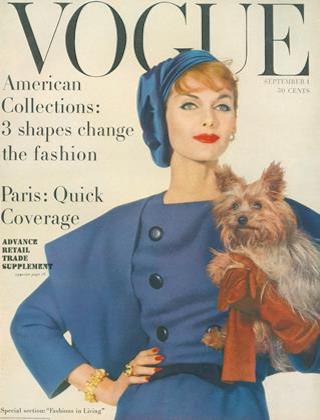 VOGUE
SEPTEMBER 1
50 CENTS
American
Collections:
3 shapes change
the fashion
Paris: Quick
Coverage
ADVANCE
RETAIL
TRADE
SUPPLEMENT
Special section: "Fashions in Living"